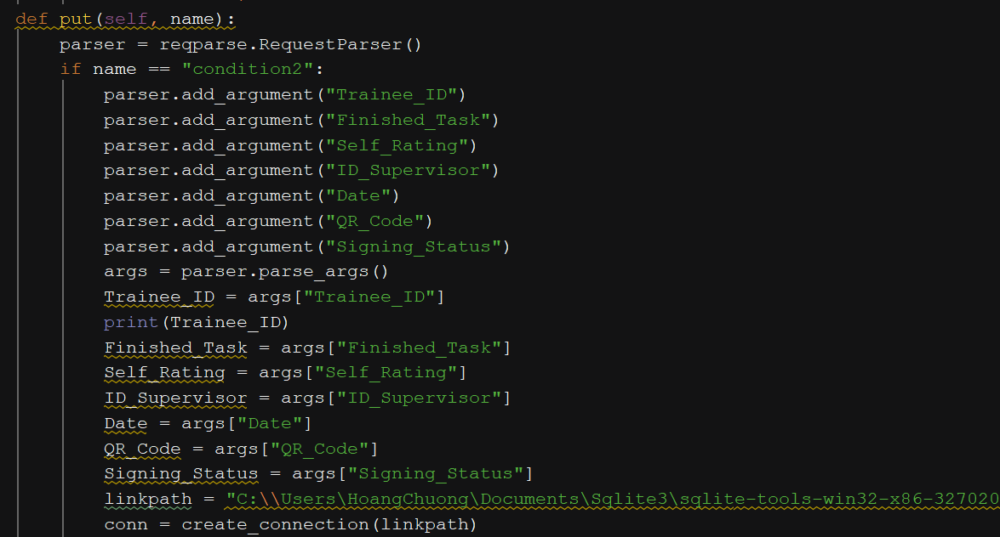 def put(self, name):
    parser = reqparse.RequestParser()
    if name == "condition2":
        parser.add_argument("Trainee_ID")
        parser.add_argument("Finished_Task")
        parser.add_argument("Self_Rating")
        parser.add_argument("ID_Supervisor")
        parser.add_argument("Date")
        parser.add_argument("QR_Code")
        parser.add_argument("Signing_Status")
        args = parser.parse_args()
        Trainee_ID = args["Trainee_ID"]
        print(Trainee_ID)
        Finished_Task = args["Finished_Task"]
        Self_Rating = args["Self_Rating"]
        ID_Supervisor = args["ID_Supervisor"]
        Date = args["Date"]
        QR_Code = args["QR_Code"]
        Signing_Status = args["Signing_Status"]
        linkpath = "C:\\Users\HoangChuong\Documents\Sqlite3\sqlite-tools-win32-x86-327020
        conn = create_connection(linkpath)